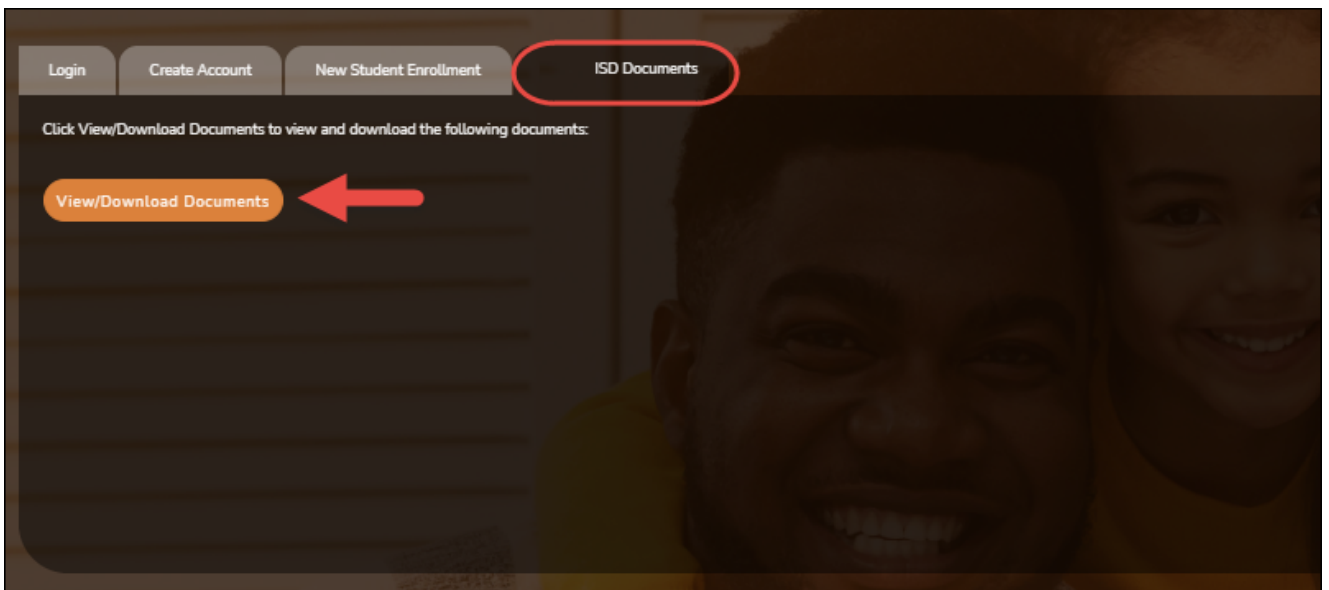 Login Create Account New Student Enrollment ISD Documents
Click View/Download Documents to view and download the following documents:
View/Download Documents